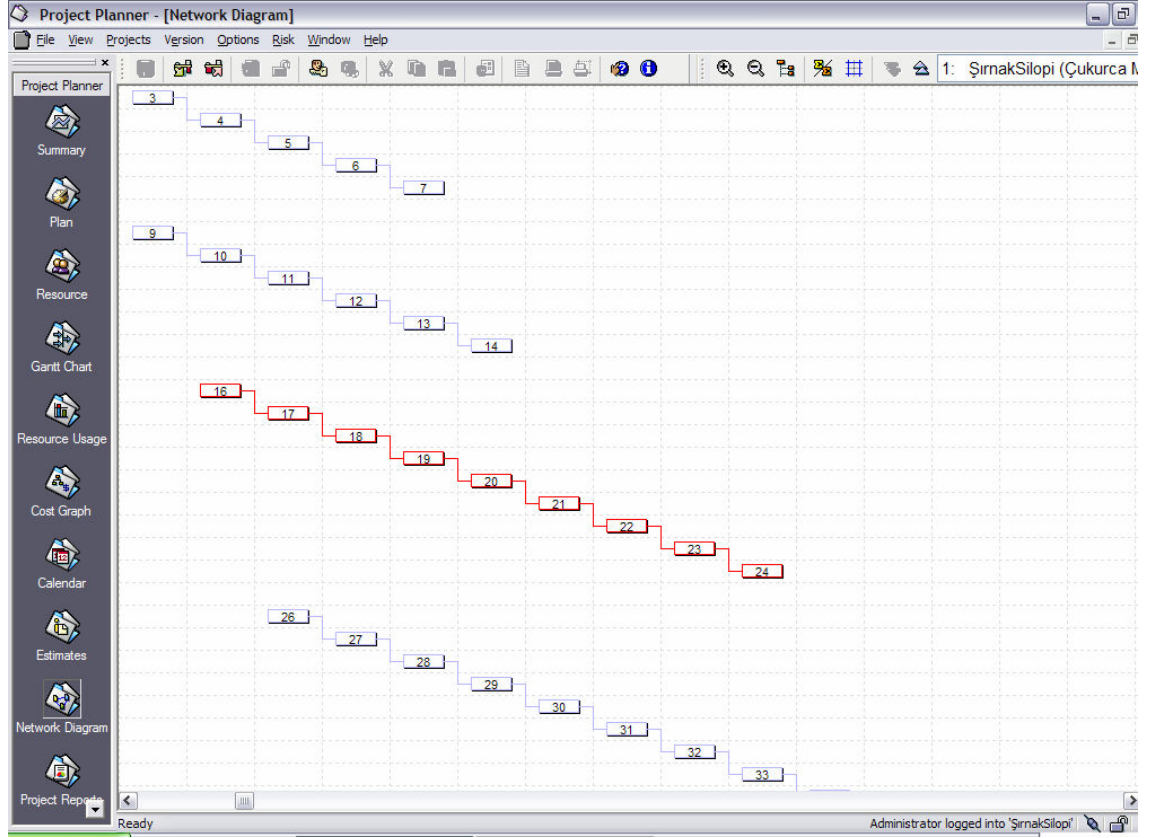 Project Planner - [Network Diagram]
File View Projects Version Options Risk Window Help
1: ŞırnakSilopi (Çukurca M
Project Planner
Summary
Plan
Resource
Gantt Chart
Resource Usage
Cost Graph
Calendar
Estimates
Network Diagram
Project Reports
3
4
5
6
7
9
10
11
12
13
14
16
17
18
19
20
21
22
23
24
26
27
28
29
30
31
32
33
Ready
Administrator logged into 'ŞırnakSilopi'